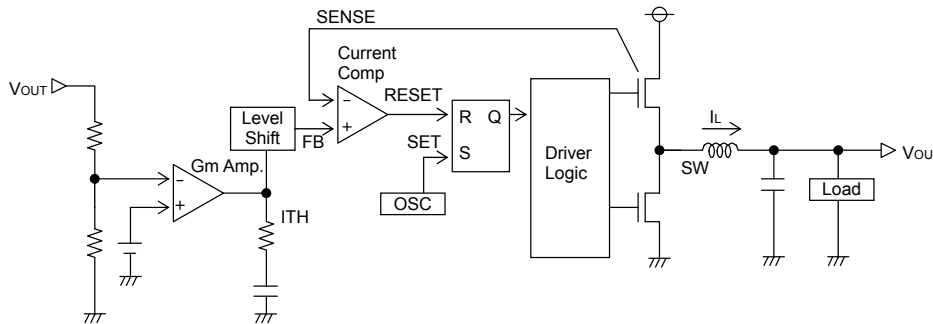 SENSE
Current
Comp
VOUT
RESET
Level
Shift
FB
R Q
S
SET
IL
VOU
SW
Driver
Logic
Load
Gm Amp.
OSC
ITH
-
+
-
+